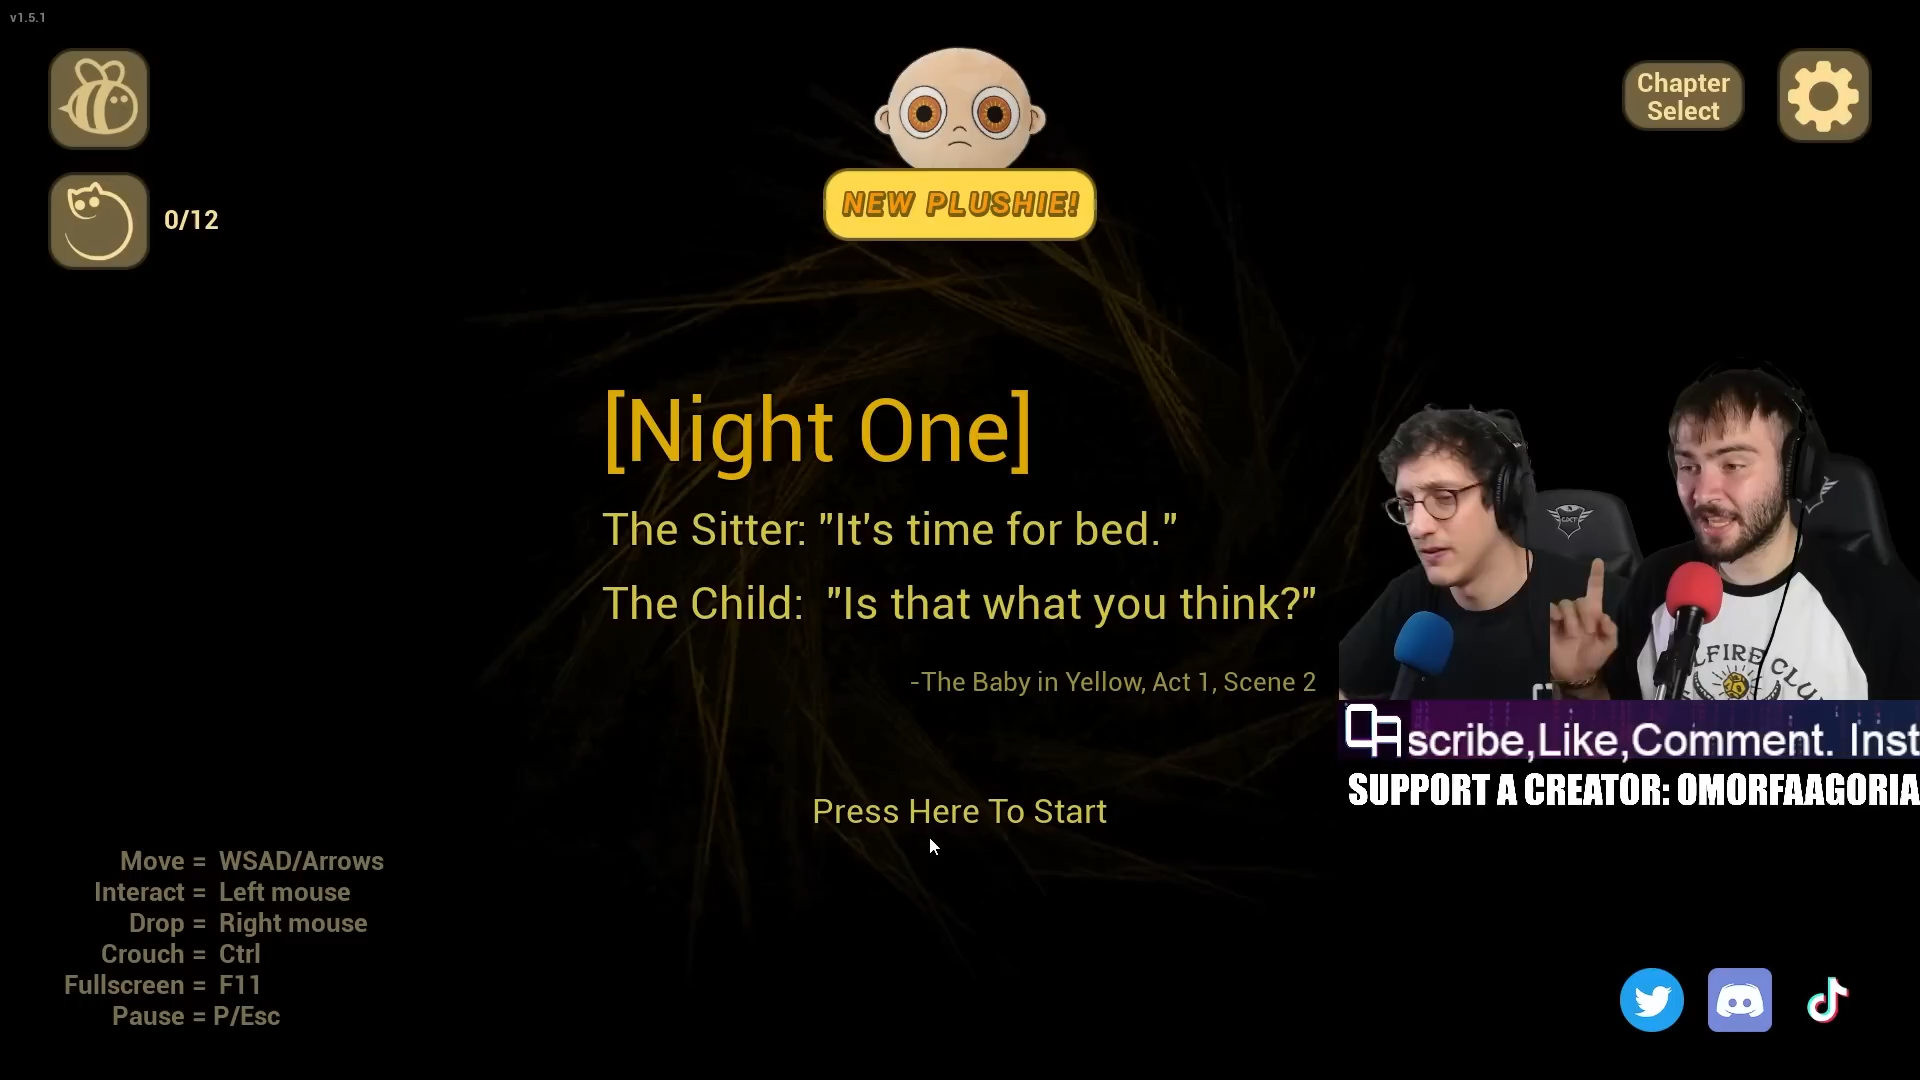 v1.5.1
Chapter
Select
NEW PLUSHIE!
0/12
[Night One]
The Sitter: "It's time for bed."
The Child: "Is that what you think?"
-The Baby in Yellow, Act 1, Scene 2
LFIRE CLU
scribe,Like,Comment. Inst
SUPPORT A CREATOR: OMORFAAGORIA
Press Here To Start
Move = WSAD/Arrows
Interact = Left mouse
Drop = Right mouse
Crouch = Ctrl
Fullscreen = F11
Pause = P/Esc